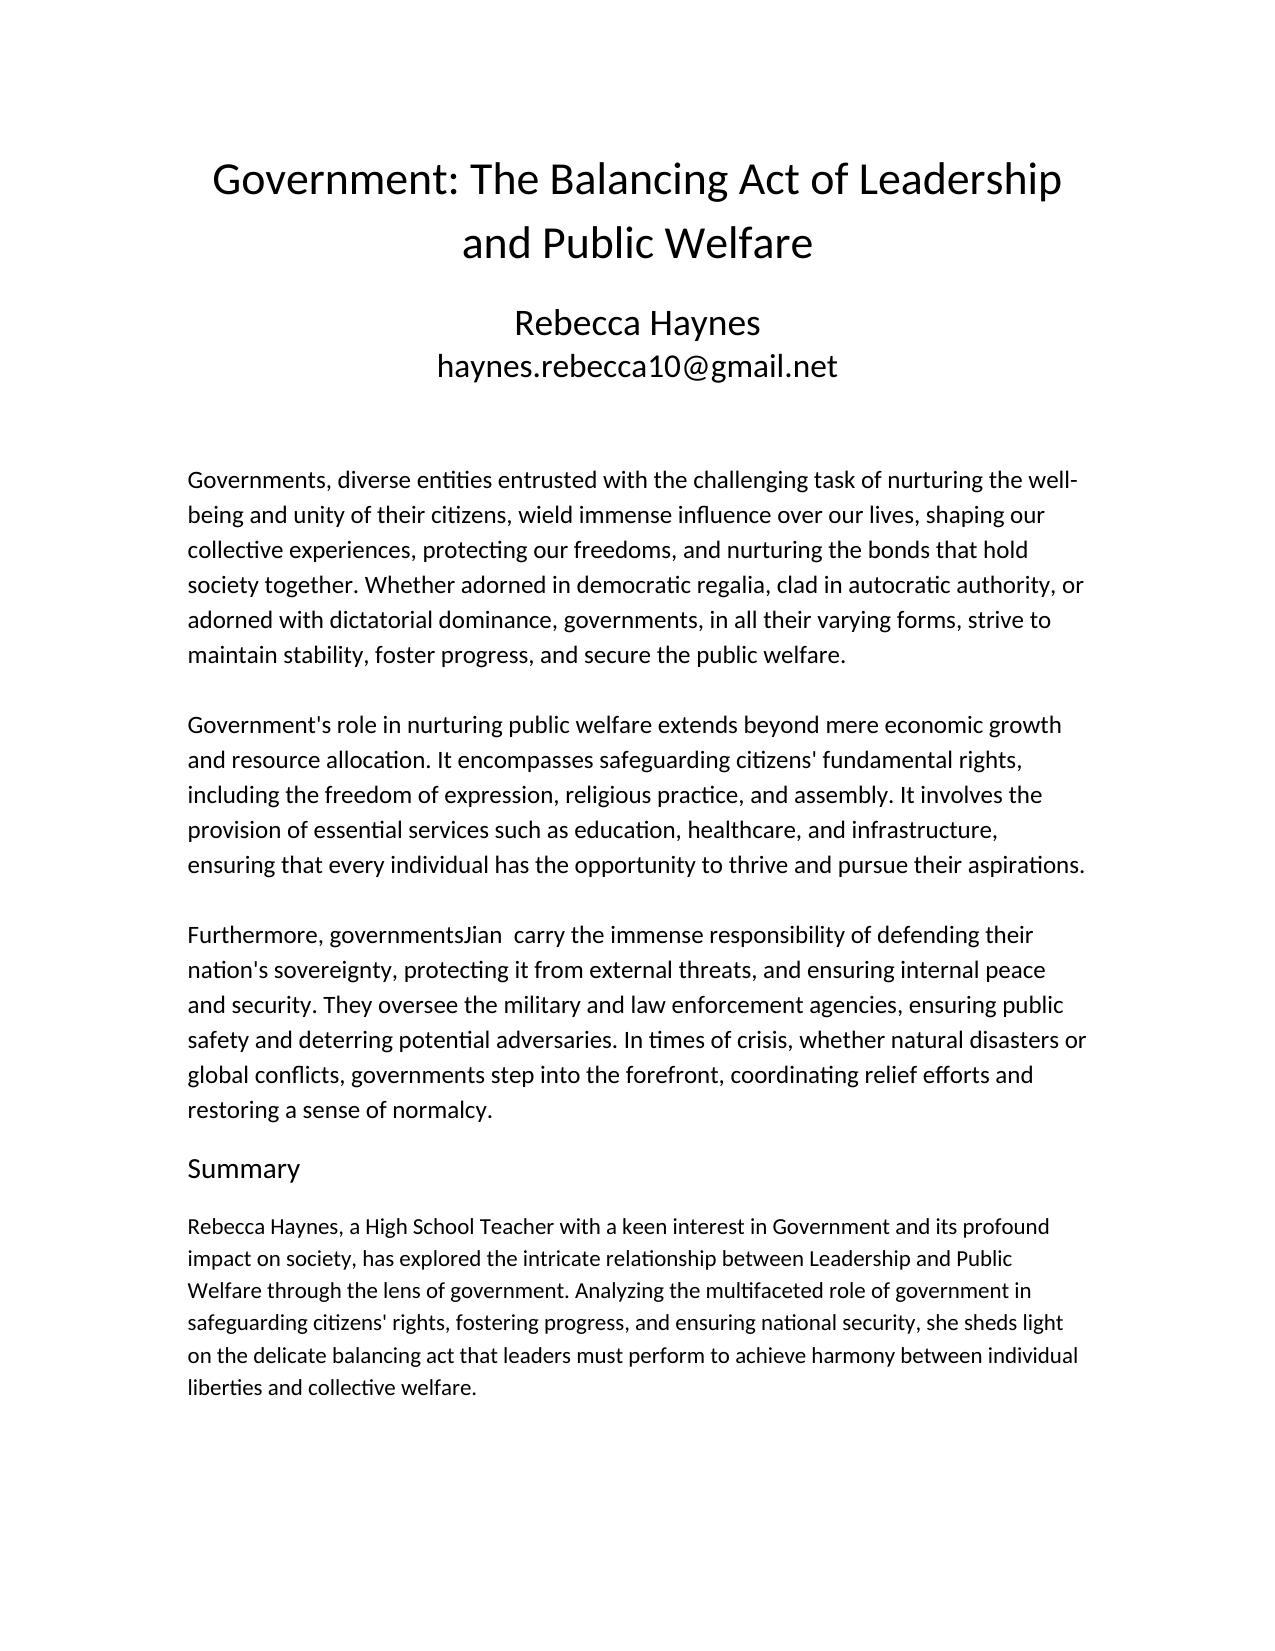 Government: The Balancing Act of Leadership
and Public Welfare
Rebecca Haynes
haynes.rebecca10@gmail.net
Governments, diverse entities entrusted with the challenging task of nurturing the well-
being and unity of their citizens, wield immense influence over our lives, shaping our
collective experiences, protecting our freedoms, and nurturing the bonds that hold
society together. Whether adorned in democratic regalia, clad in autocratic authority, or
adorned with dictatorial dominance, governments, in all their varying forms, strive to
maintain stability, foster progress, and secure the public welfare.
Government's role in nurturing public welfare extends beyond mere economic growth
and resource allocation. It encompasses safeguarding citizens' fundamental rights,
including the freedom of expression, religious practice, and assembly. It involves the
provision of essential services such as education, healthcare, and infrastructure,
ensuring that every individual has the opportunity to thrive and pursue their aspirations.
Furthermore, governmentsJian  carry the immense responsibility of defending their
nation's sovereignty, protecting it from external threats, and ensuring internal peace
and security. They oversee the military and law enforcement agencies, ensuring public
safety and deterring potential adversaries. In times of crisis, whether natural disasters or
global conflicts, governments step into the forefront, coordinating relief efforts and
restoring a sense of normalcy.
Summary
Rebecca Haynes, a High School Teacher with a keen interest in Government and its profound
impact on society, has explored the intricate relationship between Leadership and Public
Welfare through the lens of government. Analyzing the multifaceted role of government in
safeguarding citizens' rights, fostering progress, and ensuring national security, she sheds light
on the delicate balancing act that leaders must perform to achieve harmony between individual
liberties and collective welfare.